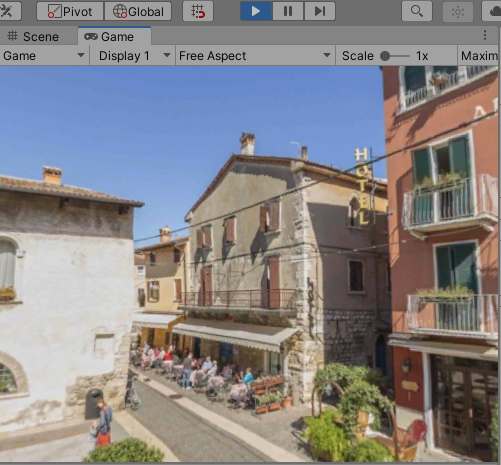 Pivot Global
Scene Game
Game Display 1 Free Aspect Scale 1x Maxim
HOTEL